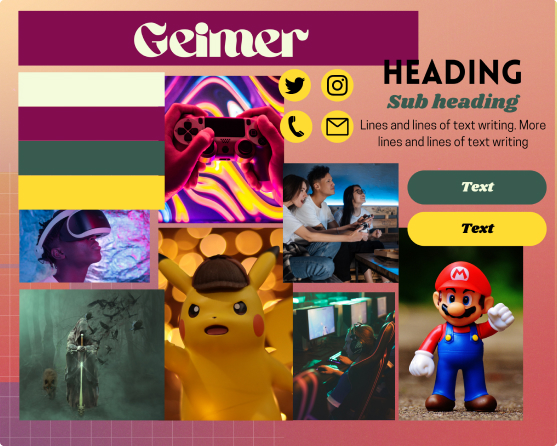 Geimer
HEADING
Sub heading
Lines and lines of text writing. More
lines and lines of text writing
Text
Text
M